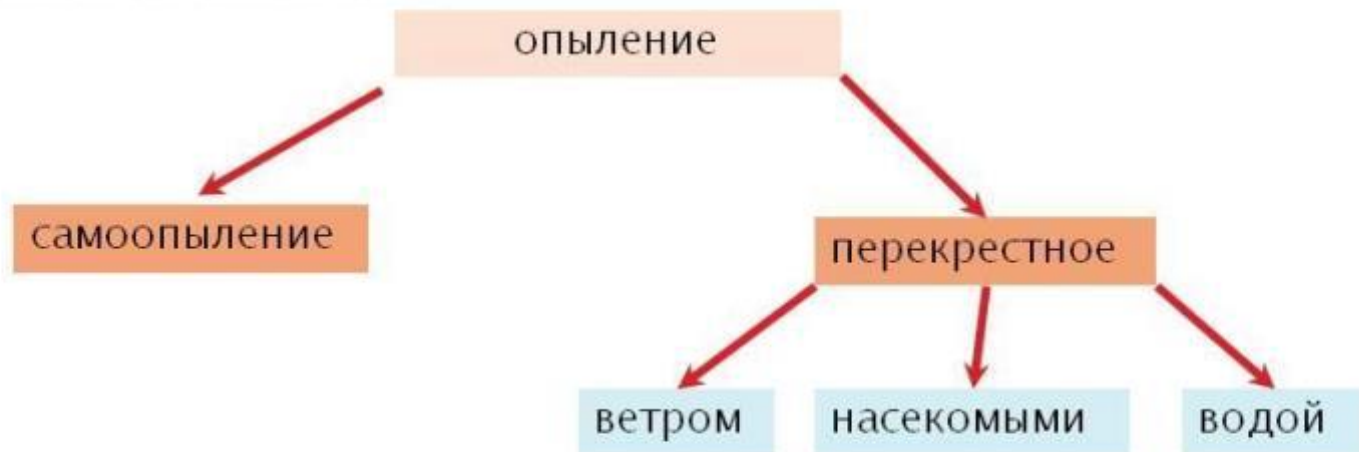 опыление
самоопыление
перекрестное
ветром
насекомыми
водой